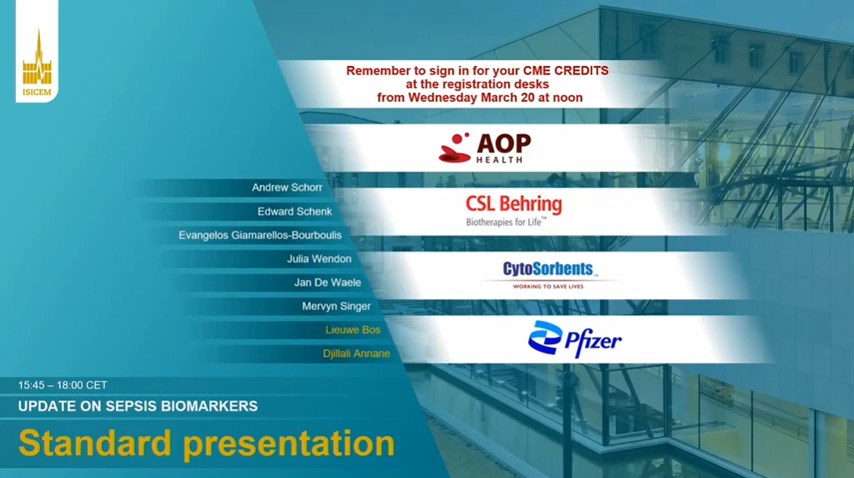 ISICEM
Remember to sign in for your CME CREDITS
at the registration desks
from Wednesday March 20 at noon
AOP
HEALTH
CSL Behring
Biotherapies for Life™
CytoSorbents™
WORKING TO SAVE LIVES
Pfizer
Andrew Schorr
Edward Schenk
Evangelos Giamarellos-Bourboulis
Julia Wendon
Jan De Waele
Mervyn Singer
Lieuwe Bos
Djillali Annane
15:45 – 18:00 CET
UPDATE ON SEPSIS BIOMARKERS
Standard presentation